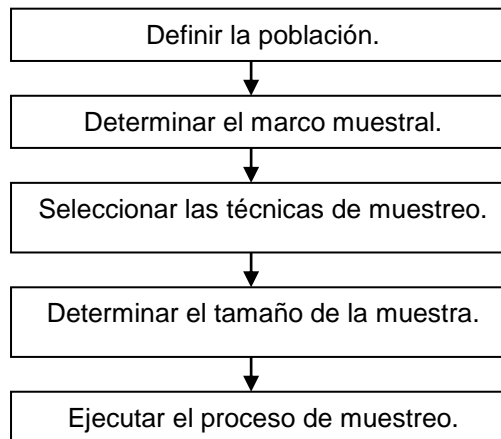 Definir la población.
Determinar el marco muestral.
Seleccionar las técnicas de muestreo.
Determinar el tamaño de la muestra.
Ejecutar el proceso de muestreo.